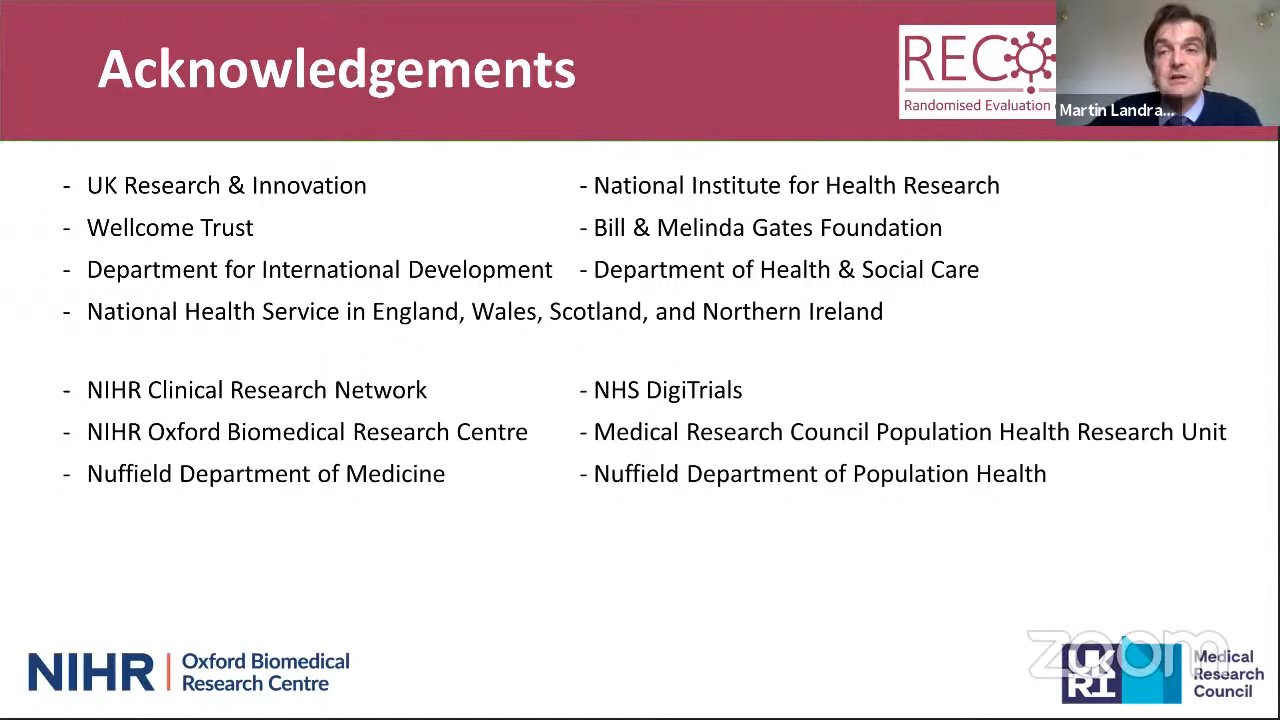 Acknowledgements
REC
Randomised Evaluation
Martin Landra...
- UK Research & Innovation
- National Institute for Health Research
- Wellcome Trust
- Bill & Melinda Gates Foundation
- Department for International Development
- Department of Health & Social Care
- National Health Service in England, Wales, Scotland, and Northern Ireland
- NIHR Clinical Research Network
- NHS DigiTrials
- NIHR Oxford Biomedical Research Centre
- Medical Research Council Population Health Research Unit
- Nuffield Department of Medicine
- Nuffield Department of Population Health
NIHR
Oxford Biomedical
Research Centre
zoom
UK
RI
Medical
Research
Council